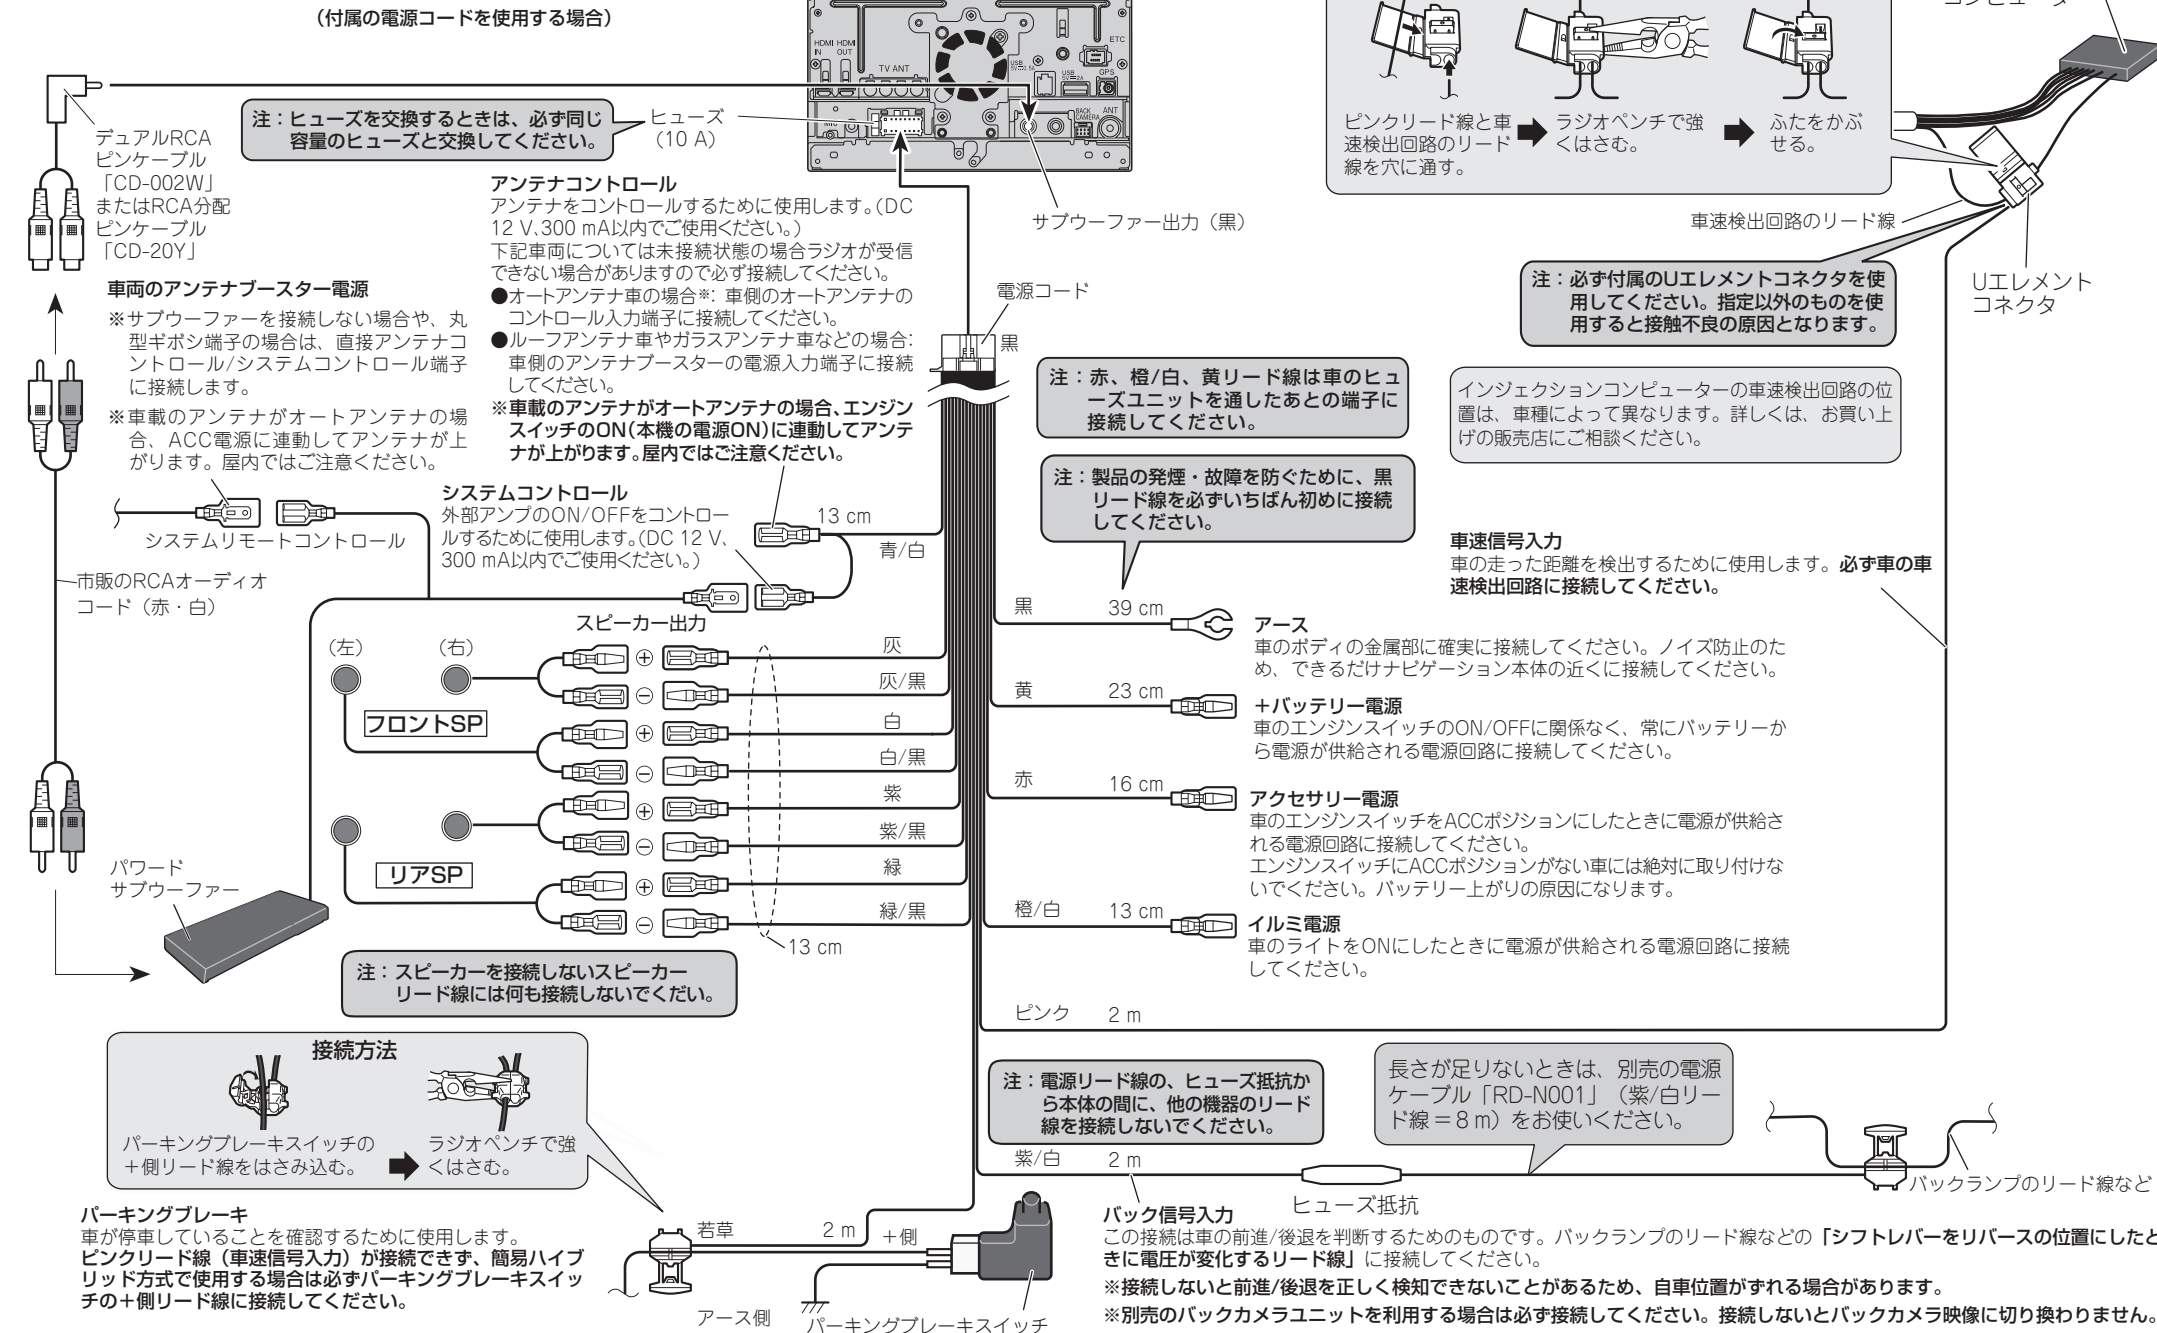 （付属の電源コードを使用する場合）
HDMI IN
HDMI OUT
TV ANT
USB
5V⎓2A
ETC
GPS
BACK CAMERA
ANT
MIC
デュアルRCA
ピンケーブル
「CD-002W」
またはRCA分配
ピンケーブル
「CD-20Y」
注：ヒューズを交換するときは、必ず同じ
容量のヒューズと交換してください。
ヒューズ
（10 A）
サブウーファー出力（黒）
ピンクリード線と車
速検出回路のリード
線を穴に通す。
ラジオペンチで強
くはさむ。
ふたをかぶ
せる。
車速検出回路のリード線
Uエレメント
コネクタ
注：必ず付属のUエレメントコネクタを使
用してください。指定以外のものを使
用すると接触不良の原因となります。
インジェクションコンピューターの車速検出回路の位
置は、車種によって異なります。詳しくは、お買い上
げの販売店にご相談ください。
アンテナコントロール
アンテナをコントロールするために使用します。（DC
12 V、300 mA以内でご使用ください。）
下記車両については未接続状態の場合ラジオが受信
できない場合がありますので必ず接続してください。
●オートアンテナ車の場合※：車側のオートアンテナの
コントロール入力端子に接続してください。
●ルーフアンテナ車やガラスアンテナ車などの場合：
車側のアンテナブースターの電源入力端子に接続
してください。
※車載のアンテナがオートアンテナの場合、エンジン
スイッチのON（本機の電源ON）に連動してアンテ
ナが上がります。屋内ではご注意ください。
車両のアンテナブースター電源
※サブウーファーを接続しない場合や、丸
型ギボシ端子の場合は、直接アンテナコ
ントロール/システムコントロール端子
に接続します。
※車載のアンテナがオートアンテナの場
合、ACC電源に連動してアンテナが上
がります。屋内ではご注意ください。
システムリモートコントロール
市販のRCAオーディオ
コード（赤・白）
システムコントロール
外部アンプのON/OFFをコントロー
ルするために使用します。（DC 12 V、
300 mA以内でご使用ください。）
13 cm
青/白
電源コード
黒
注：赤、橙/白、黄リード線は車のヒュ
ーズユニットを通したあとの端子に
接続してください。
注：製品の発煙・故障を防ぐために、黒
リード線を必ずいちばん初めに接続
してください。
車速信号入力
車の走った距離を検出するために使用します。必ず車の車
速検出回路に接続してください。
スピーカー出力
（左）
（右）
フロントSP
リアSP
⊕
⊖
⊕
⊖
⊕
⊖
⊕
⊖
灰
灰/黒
白
白/黒
紫
紫/黒
緑
緑/黒
13 cm
パワード
サブウーファー
注：スピーカーを接続しないスピーカー
リード線には何も接続しないでくだい。
黒 39 cm
アース
車のボディの金属部に確実に接続してください。ノイズ防止のた
め、できるだけナビゲーション本体の近くに接続してください。
黄 23 cm
＋バッテリー電源
車のエンジンスイッチのON/OFFに関係なく、常にバッテリーか
ら電源が供給される電源回路に接続してください。
赤 16 cm
アクセサリー電源
車のエンジンスイッチをACCポジションにしたときに電源が供給さ
れる電源回路に接続してください。
エンジンスイッチにACCポジションがない車には絶対に取り付けな
いでください。バッテリー上がりの原因になります。
橙/白 13 cm
イルミ電源
車のライトをONにしたときに電源が供給される電源回路に接続
してください。
ピンク 2 m
接続方法
パーキングブレーキスイッチの
＋側リード線をはさみ込む。
ラジオペンチで強
くはさむ。
パーキングブレーキ
車が停車していることを確認するために使用します。
ピンクリード線（車速信号入力）が接続できず、簡易ハイブ
リッド方式で使用する場合は必ずパーキングブレーキスイッ
チの＋側リード線に接続してください。
若草 2 m
＋側
アース側
パーキングブレーキスイッチ
注：電源リード線の、ヒューズ抵抗か
ら本体の間に、他の機器のリード
線を接続しないでください。
長さが足りないときは、別売の電源
ケーブル「RD-N001」（紫/白リー
ド線＝8 m）をお使いください。
紫/白 2 m
ヒューズ抵抗
バックランプのリード線など
バック信号入力
この接続は車の前進/後退を判断するためのものです。バックランプのリード線などの「シフトレバーをリバースの位置にしたと
きに電圧が変化するリード線」に接続してください。
※接続しないと前進/後退を正しく検知できないことがあるため、自車位置がずれる場合があります。
※別売のバックカメラユニットを利用する場合は必ず接続してください。接続しないとバックカメラ映像に切り換わりません。